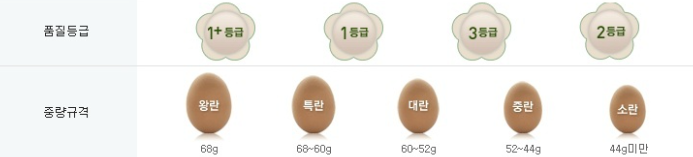 품질등급
1+등급
1등급
3등급
2등급
중량규격
왕란
특란
대란
중란
소란
68g
68~60g
60~52g
52~44g
44g미만